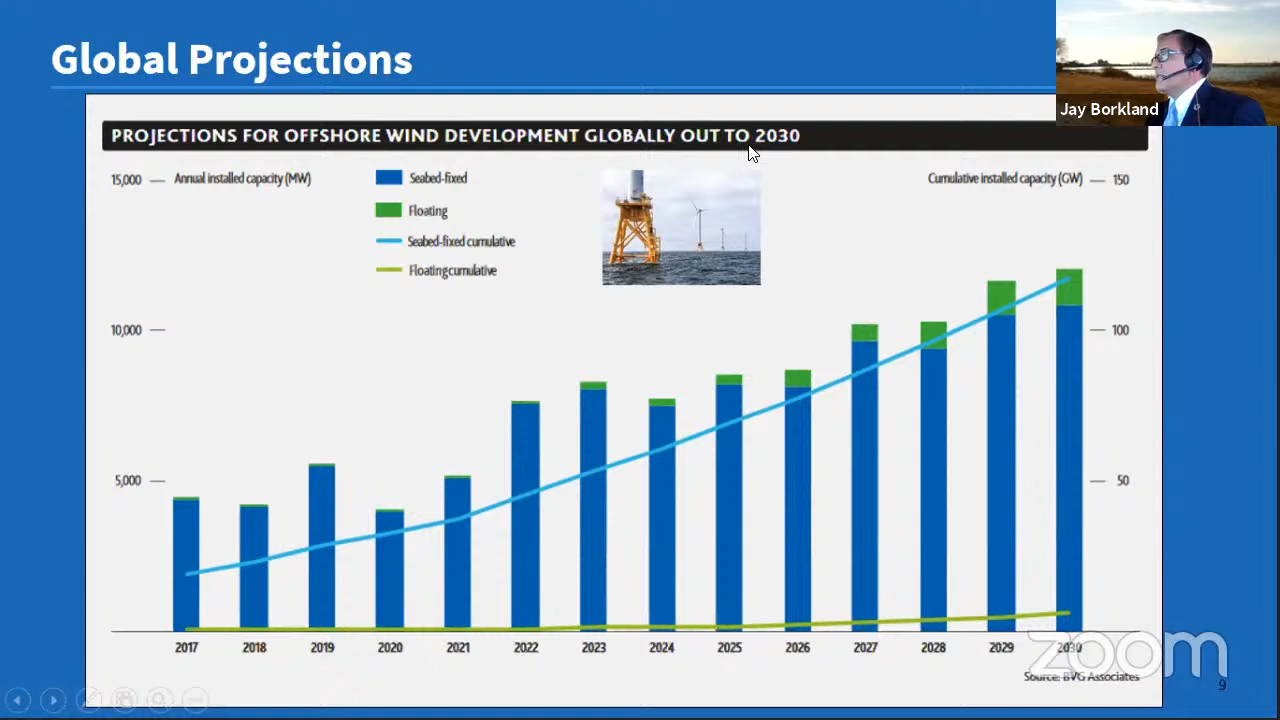 Global Projections
Jay Borkland
PROJECTIONS FOR OFFSHORE WIND DEVELOPMENT GLOBALLY OUT TO 2030
15,000
Annual installed capacity (MW)
Seabed-fixed
Cumulative installed capacity (GW)
150
Floating
Seabed-fixed cumulative
Floating cumulative
10,000
100
5,000
50
2017 2018 2019 2020 2021 2022 2023 2024 2025 2026 2027 2028 2029 2030
zoom
Source: BVG Associates
9